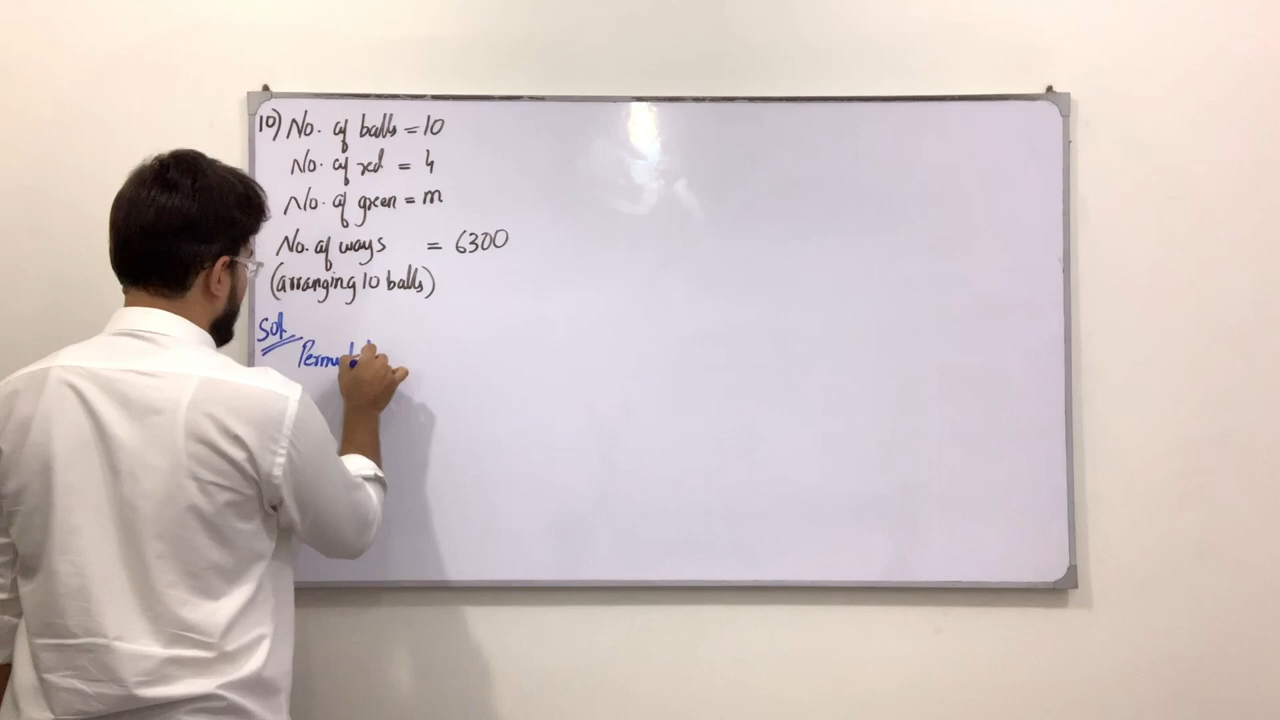 10) No. of balls = 10
No. of red = 4
No. of green = m
No. of ways = 6300
(arranging 10 balls)
Sol